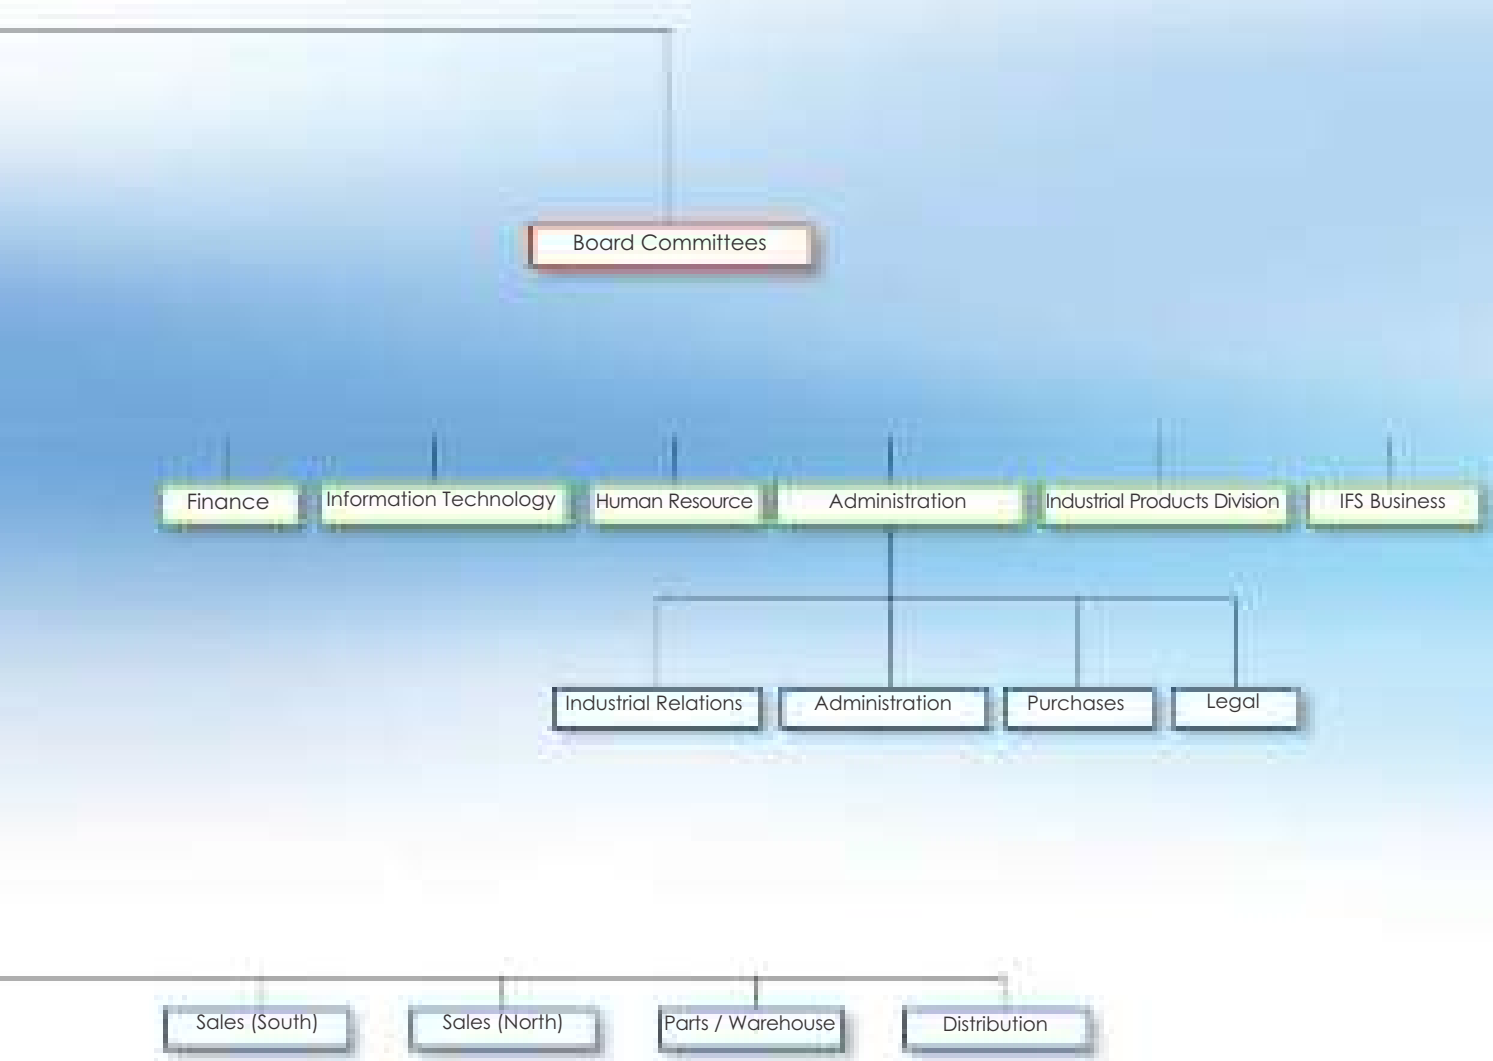 Board Committees
Finance
Information Technology
Human Resource
Administration
Industrial Products Division
IFS Business
Industrial Relations
Administration
Purchases
Legal
Sales (South)
Sales (North)
Parts / Warehouse
Distribution